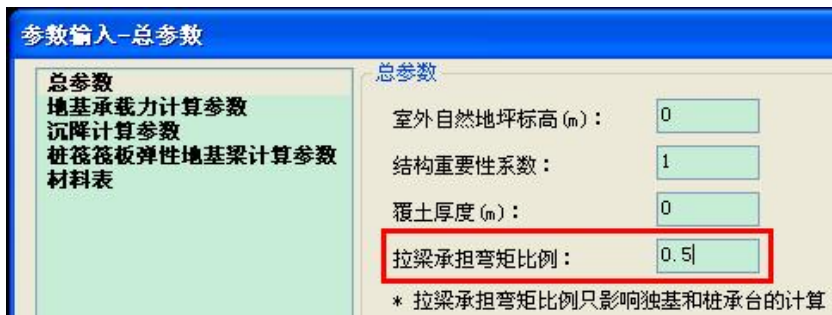 参数输入-总参数
总参数
地基承载力计算参数
沉降计算参数
桩筏筏板弹性地基梁计算参数
材料表
总参数
室外自然地坪标高(m): 0
结构重要性系数: 1
覆土厚度(m): 0
拉梁承担弯矩比例: 0.5
* 拉梁承担弯矩比例只影响独基和桩承台的计算